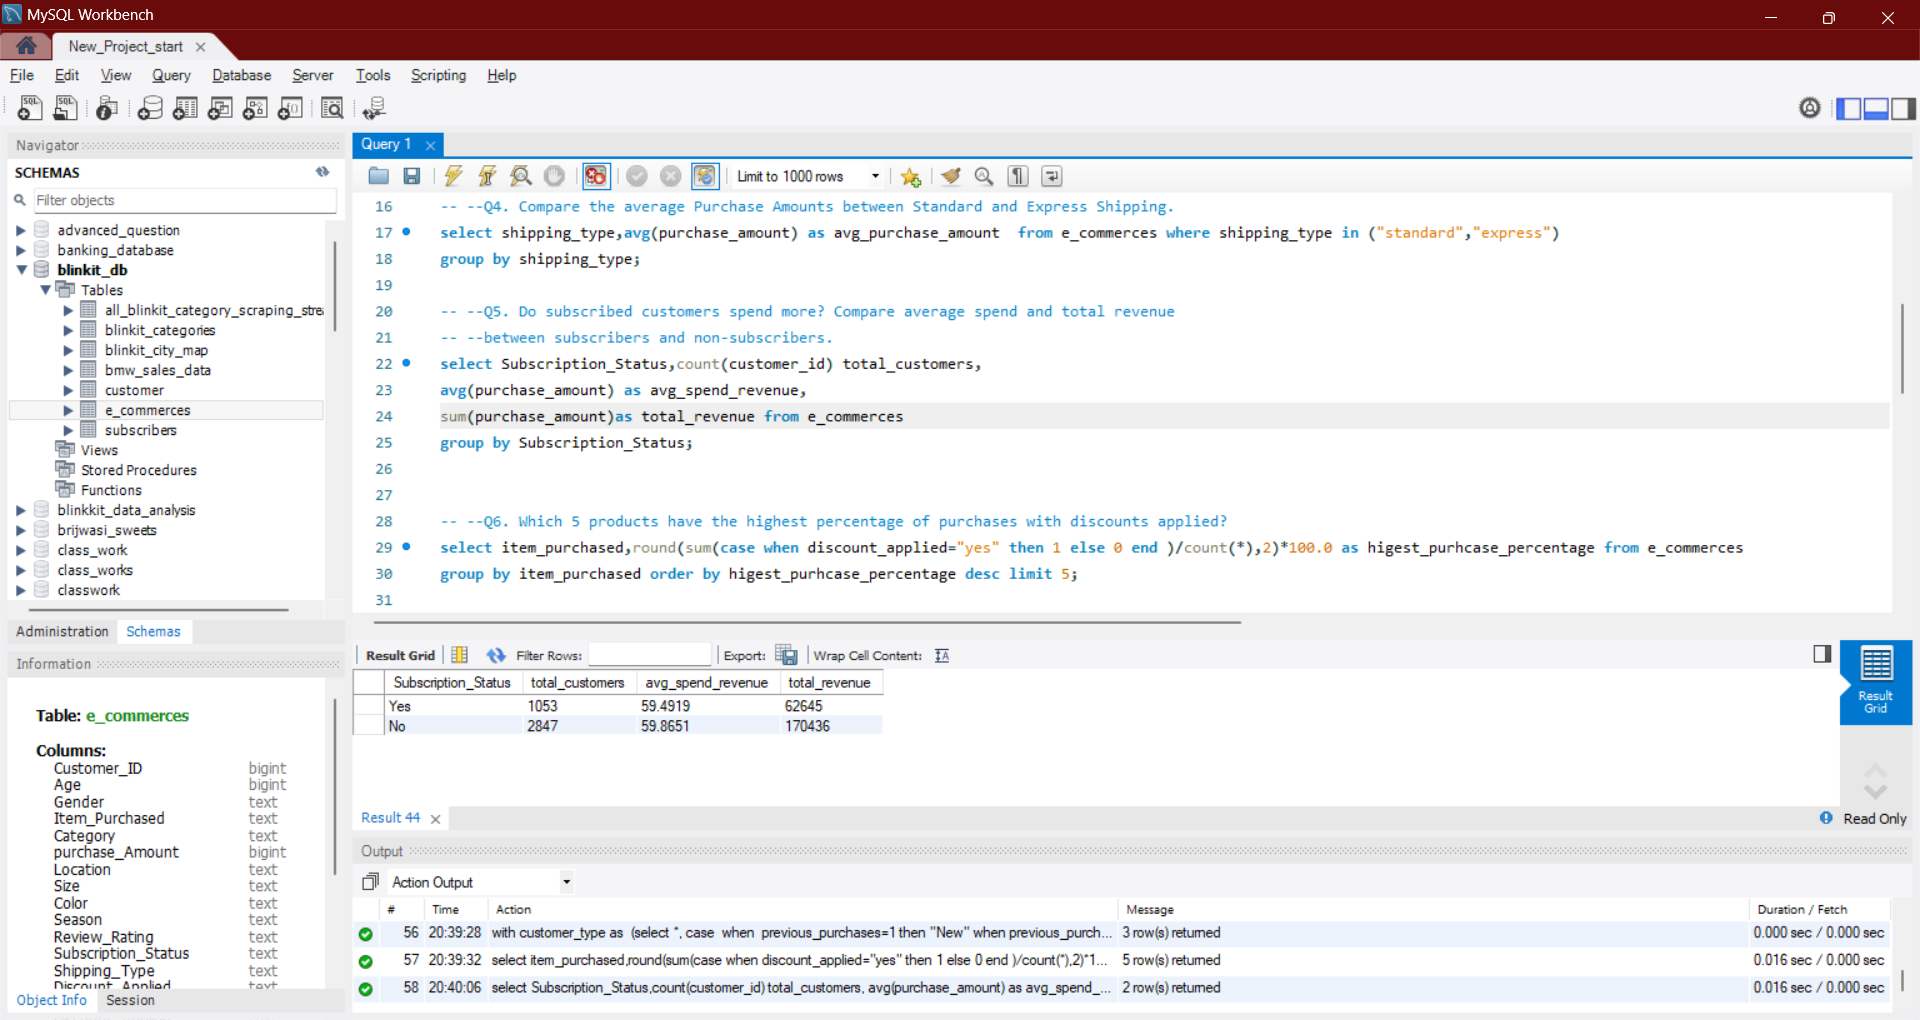 MySQL Workbench
New_Project_start
File Edit View Query Database Server Tools Scripting Help
Navigator
SCHEMAS
Filter objects
advanced_question
banking_database
blinkit_db
Tables
all_blinkit_category_scraping_stre
blinkit_categories
blinkit_city_map
bmw_sales_data
customer
e_commerces
subscribers
Views
Stored Procedures
Functions
blinkkit_data_analysis
brijwasi_sweets
class_work
class_works
classwork
Administration Schemas
Information
Table: e_commerces
Columns:
Customer_ID bigint
Age bigint
Gender text
Item_Purchased text
Category text
purchase_Amount bigint
Location text
Size text
Color text
Season text
Review_Rating text
Subscription_Status text
Shipping_Type text
Discount_Applied text
Object Info Session
Query 1
Limit to 1000 rows
16 -- --Q4. Compare the average Purchase Amounts between Standard and Express Shipping.
17 select shipping_type,avg(purchase_amount) as avg_purchase_amount  from e_commerces where shipping_type in ("standard","express")
18 group by shipping_type;
19
20 -- --Q5. Do subscribed customers spend more? Compare average spend and total revenue
21 -- --between subscribers and non-subscribers.
22 select Subscription_Status,count(customer_id) total_customers,
23 avg(purchase_amount) as avg_spend_revenue,
24 sum(purchase_amount)as total_revenue from e_commerces
25 group by Subscription_Status;
26
27
28 -- --Q6. Which 5 products have the highest percentage of purchases with discounts applied?
29 select item_purchased,round(sum(case when discount_applied="yes" then 1 else 0 end )/count(*),2)*100.0 as higest_purhcase_percentage from e_commerces
30 group by item_purchased order by higest_purhcase_percentage desc limit 5;
31
Result Grid Filter Rows: Export: Wrap Cell Content:
Subscription_Status total_customers avg_spend_revenue total_revenue
Yes 1053 59.4919 62645
No 2847 59.8651 170436
Result
Grid
Result 44
Read Only
Output
Action Output
# Time Action Message Duration / Fetch
56 20:39:28 with customer_type as (select *, case when previous_purchases=1 then "New" when previous_purch... 3 row(s) returned 0.000 sec / 0.000 sec
57 20:39:32 select item_purchased,round(sum(case when discount_applied="yes" then 1 else 0 end )/count(*),2)*1... 5 row(s) returned 0.016 sec / 0.000 sec
58 20:40:06 select Subscription_Status,count(customer_id) total_customers, avg(purchase_amount) as avg_spend_... 2 row(s) returned 0.016 sec / 0.000 sec